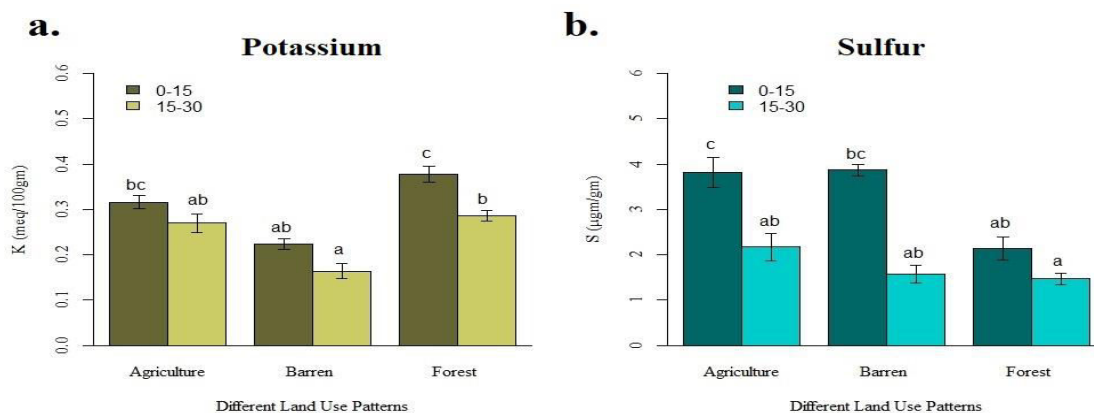 a.
Potassium
0-15
15-30
K (meq/100gm)
0.0 0.1 0.2 0.3 0.4 0.5 0.6
bc ab ab a c b
Agriculture Barren Forest
Different Land Use Patterns
b.
Sulfur
0-15
15-30
S (µgm/gm)
0 1 2 3 4 5 6
c ab bc ab ab a
Agriculture Barren Forest
Different Land Use Patterns